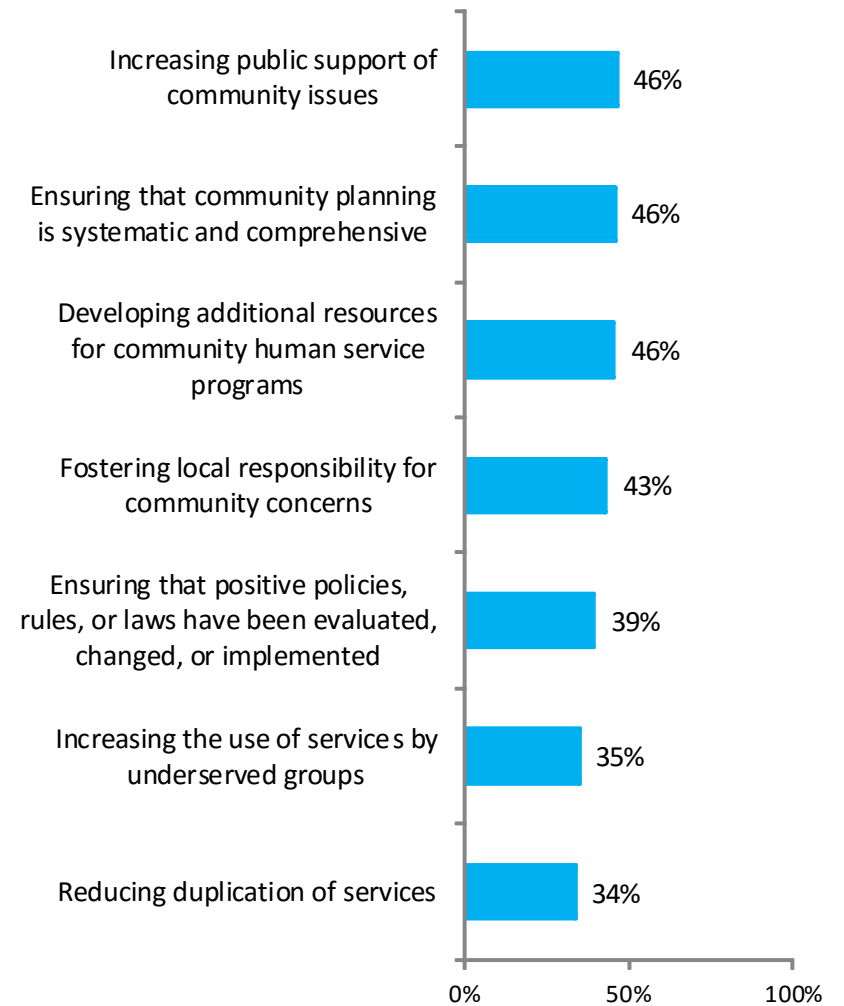 Increasing public support of
community issues
46%
Ensuring that community planning
is systematic and comprehensive
46%
Developing additional resources
for community human service
programs
46%
Fostering local responsibility for
community concerns
43%
Ensuring that positive policies,
rules, or laws have been evaluated,
changed, or implemented
39%
Increasing the use of services by
underserved groups
35%
Reducing duplication of services
34%
0%
50%
100%